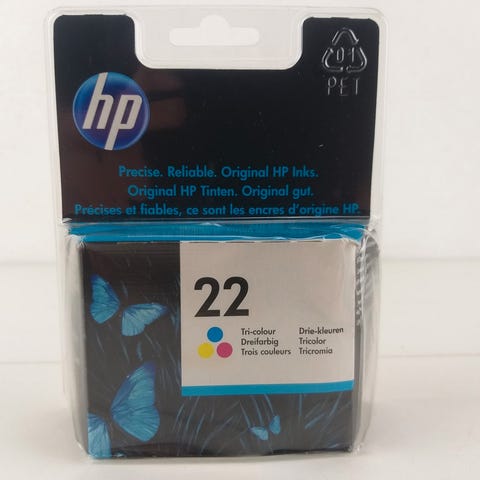 01
PET
hp
Precise. Reliable. Original HP Inks.
Original HP Tinten. Original gut.
Précises et fiables, ce sont les encres d'origine HP.
22
Tri-colour Drie-kleuren
Dreifarbig Tricolor
Trois couleurs Tricromia